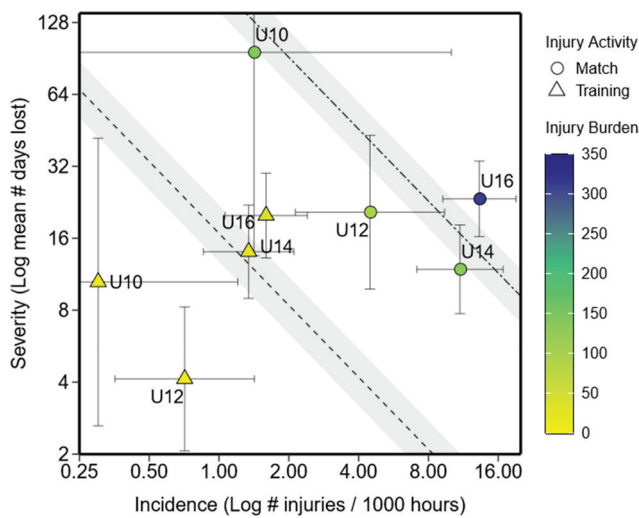 128
64
32
16
8
4
2
Severity (Log mean # days lost)
U10
U16
U12
U14
U16
U14
U10
U12
0.25
0.50
1.00
2.00
4.00
8.00
16.00
Incidence (Log # injuries / 1000 hours)
Injury Activity
Match
Training
Injury Burden
350
300
250
200
150
100
50
0